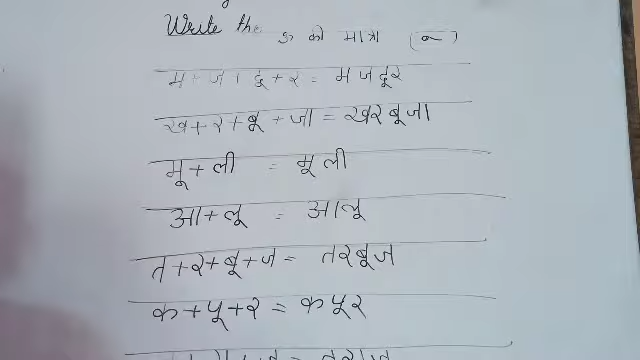 Write the ऊ की मात्रा (ू)
म + ज + दू + र = मजदूर
ख + र + बू + जा = खरबूजा
मू + ली = मूली
आ + लू = आलू
त + र + बू + ज = तरबूज
क + पू + र = कपूर